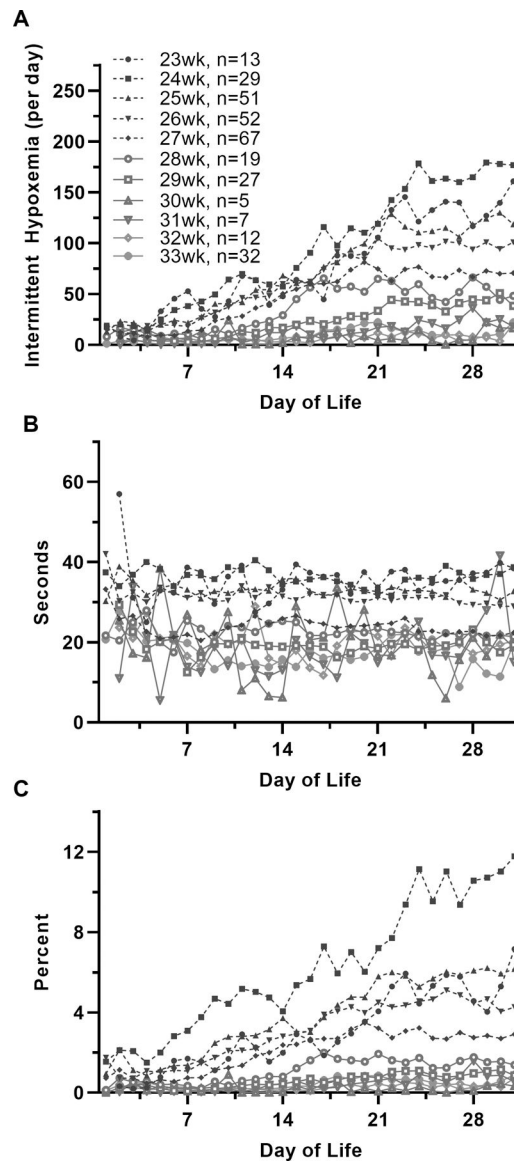 A
Intermittent Hypoxemia (per day)
250
200
150
100
50
0
23wk, n=13
24wk, n=29
25wk, n=51
26wk, n=52
27wk, n=67
28wk, n=19
29wk, n=27
30wk, n=5
31wk, n=7
32wk, n=12
33wk, n=32
7 14 21 28
Day of Life
B
Seconds
60
40
20
0
7 14 21 28
Day of Life
C
Percent
12
8
4
0
7 14 21 28
Day of Life